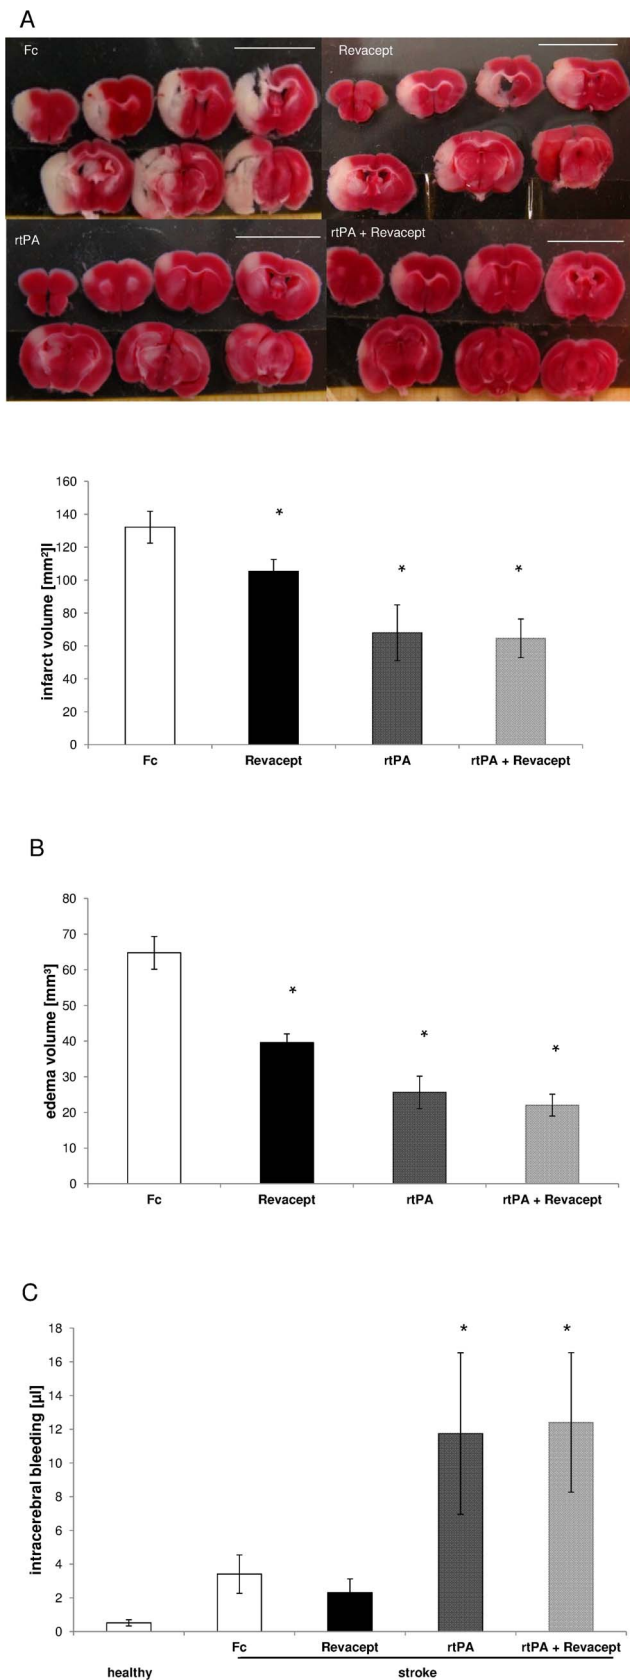 A
Fc
Revacept
rtPA
rtPA + Revacept
infarct volume [mm²]l
160
140
120
100
80
60
40
20
0
*
*
*
Fc
Revacept
rtPA
rtPA + Revacept
B
edema volume [mm³]
80
70
60
50
40
30
20
10
0
*
*
*
Fc
Revacept
rtPA
rtPA + Revacept
C
intracerebral bleeding [µl]
18
16
14
12
10
8
6
4
2
0
*
*
Fc
Revacept
rtPA
rtPA + Revacept
healthy
stroke